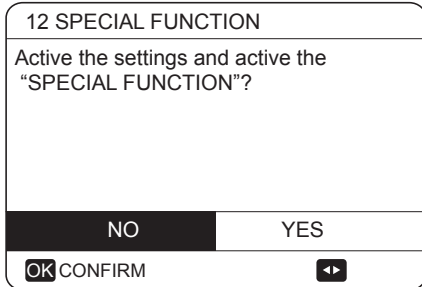 12 SPECIAL FUNCTION
Active the settings and active the
“SPECIAL FUNCTION”?
NO YES
OK CONFIRM